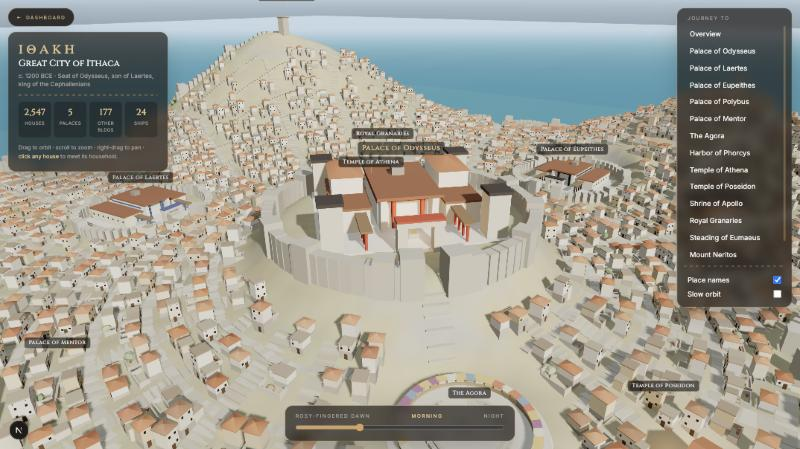 ← DASHBOARD
ΙΘΑΚΗ
GREAT CITY OF ITHACA
c. 1200 BCE · Seat of Odysseus, son of Laertes,
king of the Cephallenians
2,547
HOUSES
5
PALACES
177
OTHER
BLDGS
24
SHIPS
Drag to orbit · scroll to zoom · right-drag to pan ·
click any house to meet its household.
PALACE OF LAERTES
ROYAL GRANARIES
PALACE OF ODYSSEUS
TEMPLE OF ATHENA
PALACE OF EUPEITHES
PALACE OF MENTOR
TEMPLE OF POSEIDON
THE AGORA
JOURNEY TO
Overview
Palace of Odysseus
Palace of Laertes
Palace of Eupeithes
Palace of Polybus
Palace of Mentor
The Agora
Harbor of Phorcys
Temple of Athena
Temple of Poseidon
Shrine of Apollo
Royal Granaries
Steading of Eumaeus
Mount Neritos
Place names
Slow orbit
ROSY-FINGERED DAWN
MORNING
NIGHT
N